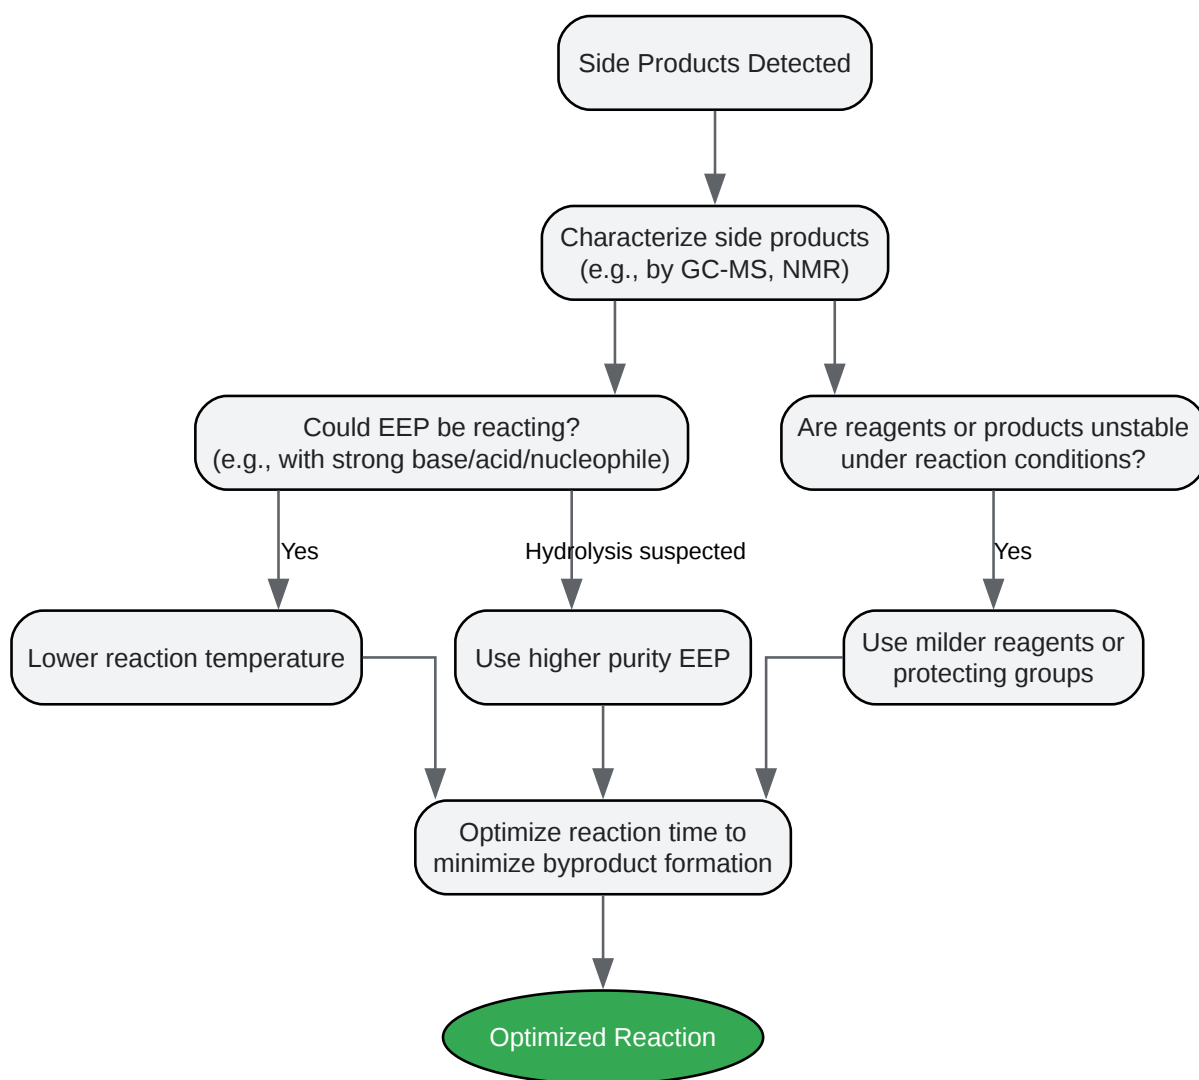 Side Products Detected
Characterize side products
(e.g., by GC-MS, NMR)
Could EEP be reacting?
(e.g., with strong base/acid/nucleophile)
Are reagents or products unstable
under reaction conditions?
Yes
Hydrolysis suspected
Yes
Lower reaction temperature
Use higher purity EEP
Use milder reagents or
protecting groups
Optimize reaction time to
minimize byproduct formation
Optimized Reaction